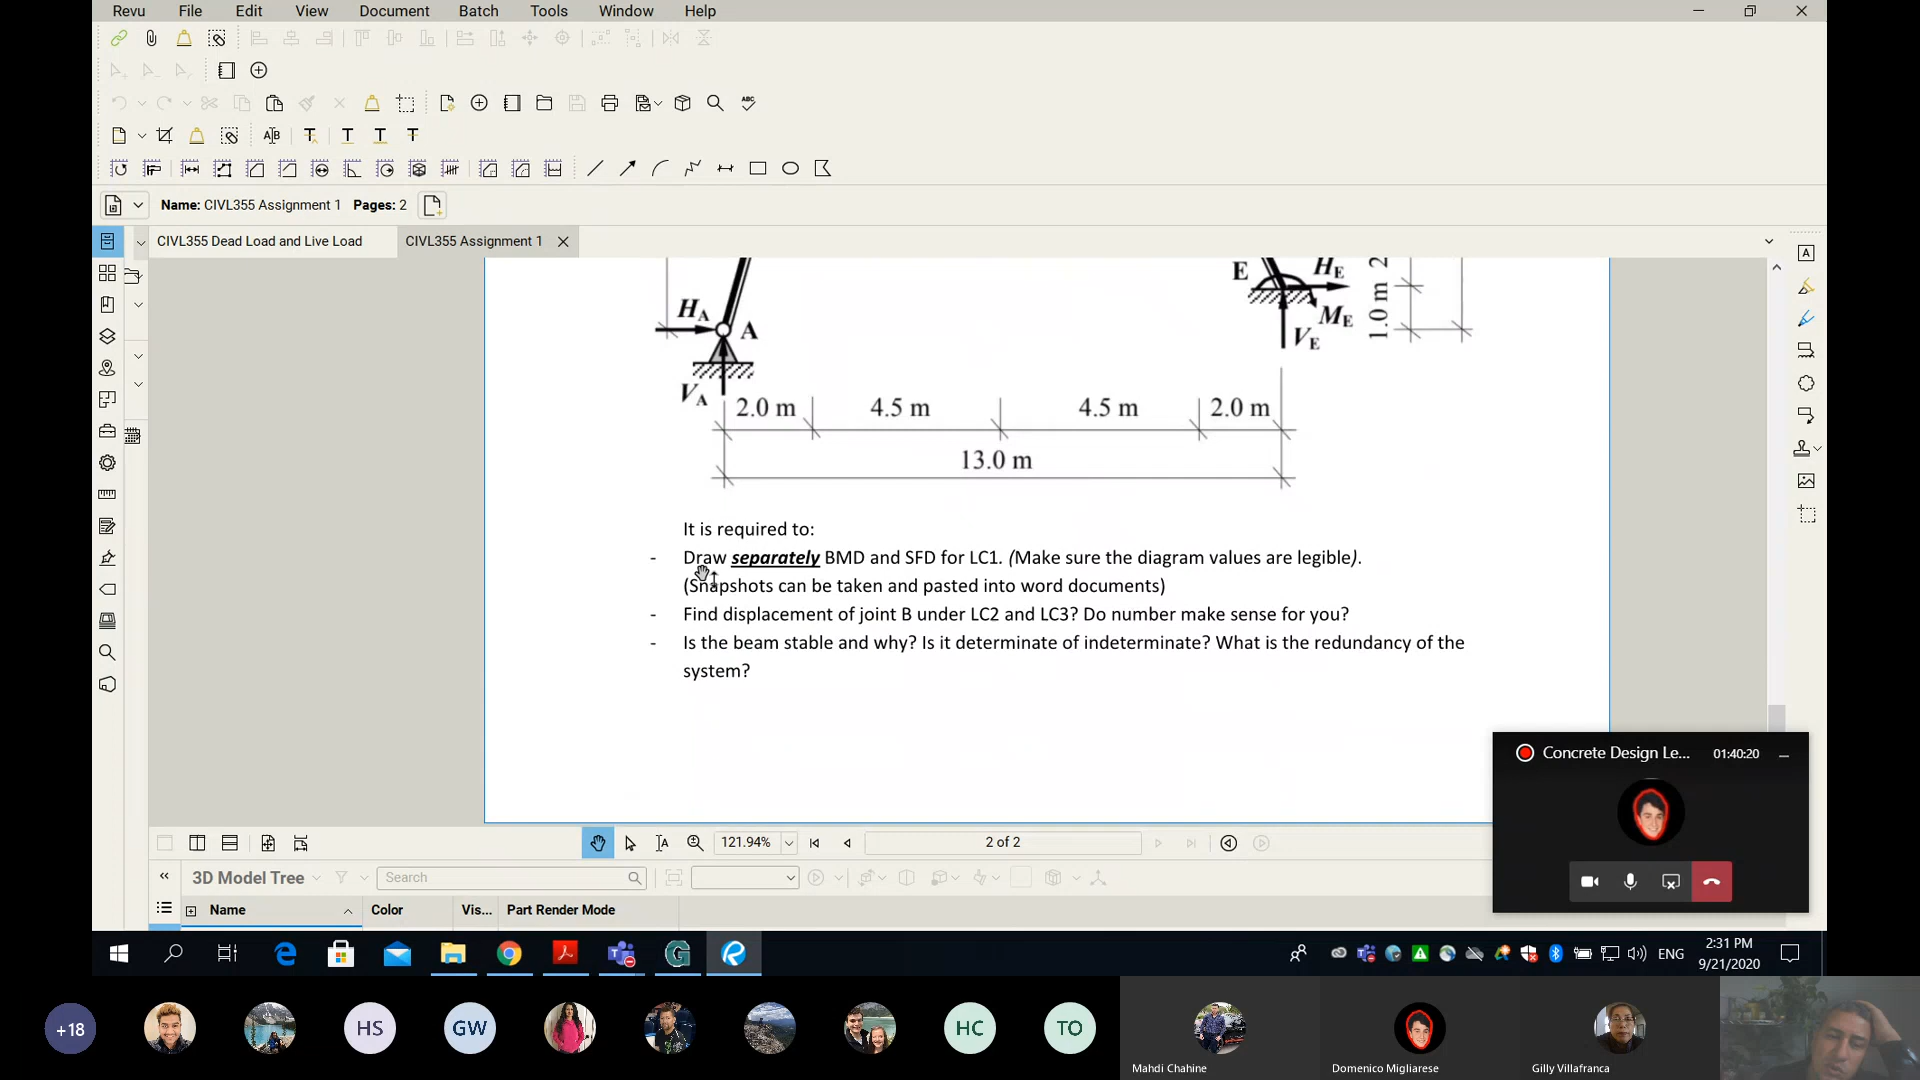 Revu File Edit View Document Batch Tools Window Help
Name: CIVL355 Assignment 1 Pages: 2
CIVL355 Dead Load and Live Load CIVL355 Assignment 1
HA A
VA
E HE
ME
VE
1.0 m 2
2.0 m 4.5 m 4.5 m 2.0 m
13.0 m
It is required to:
- Draw separately BMD and SFD for LC1. (Make sure the diagram values are legible).
(Snapshots can be taken and pasted into word documents)
- Find displacement of joint B under LC2 and LC3? Do number make sense for you?
- Is the beam stable and why? Is it determinate of indeterminate? What is the redundancy of the
system?
Concrete Design Le... 01:40:20
121.94% 2 of 2
3D Model Tree Search
Name Color Vis... Part Render Mode
ENG 2:31 PM
9/21/2020
+18 HS GW HC TO
Mahdi Chahine Domenico Migliarese Gilly Villafranca